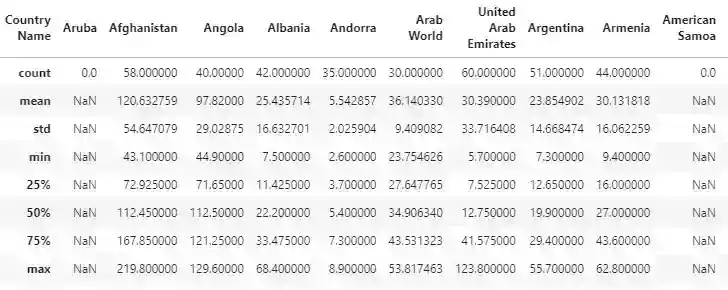 Country Name Aruba Afghanistan Angola Albania Andorra Arab World United Arab Emirates Argentina Armenia American Samoa
count 0.0 58.000000 40.00000 42.000000 35.000000 30.000000 60.000000 51.000000 44.000000 0.0
mean NaN 120.632759 97.82000 25.435714 5.542857 36.140330 30.390000 23.854902 30.131818 NaN
std NaN 54.647079 29.02875 16.632701 2.025904 9.409082 33.716408 14.668474 16.062259 NaN
min NaN 43.100000 44.90000 7.500000 2.600000 23.754626 5.700000 7.300000 9.400000 NaN
25% NaN 72.925000 71.65000 11.425000 3.700000 27.647765 7.525000 12.650000 16.000000 NaN
50% NaN 112.450000 112.50000 22.200000 5.400000 34.906340 12.750000 19.900000 27.000000 NaN
75% NaN 167.850000 121.25000 33.475000 7.300000 43.531323 41.575000 29.400000 43.600000 NaN
max NaN 219.800000 129.60000 68.400000 8.900000 53.817463 123.800000 55.700000 62.800000 NaN